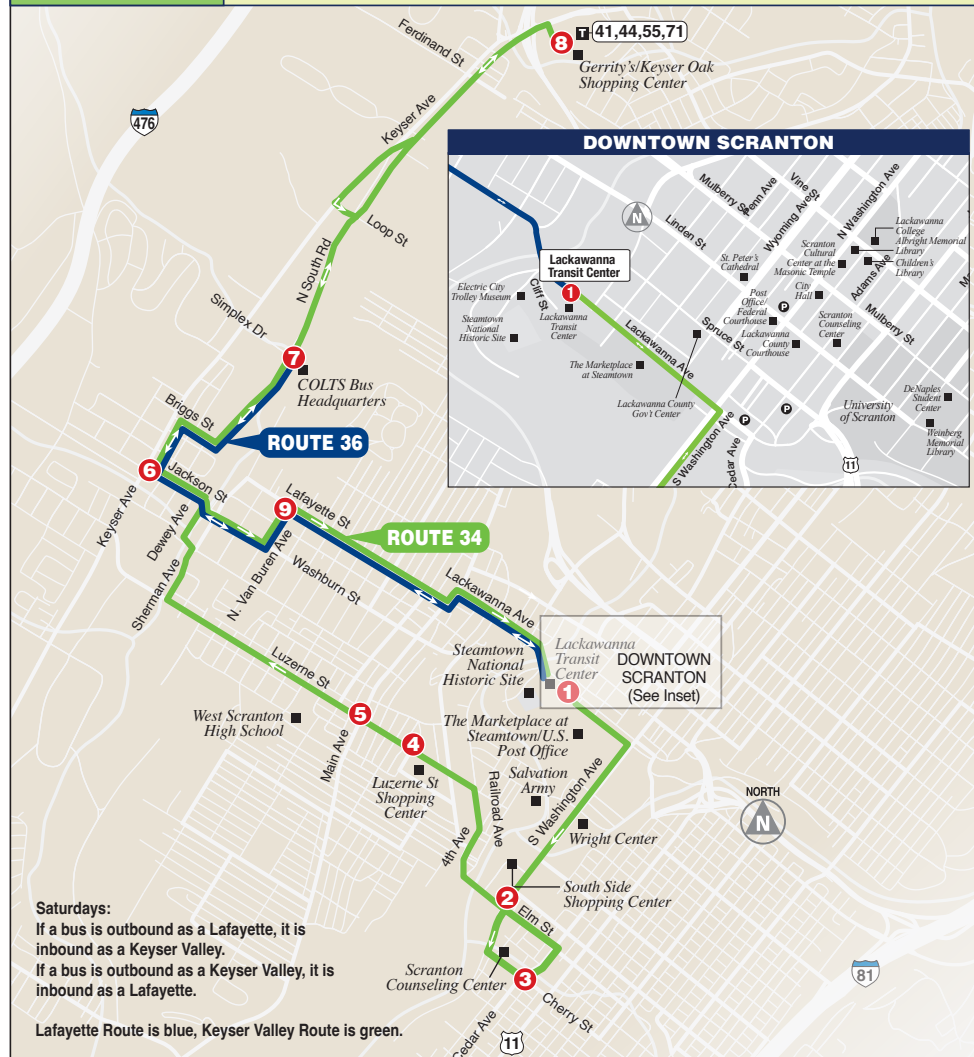 Ferdinand St
8
T
41,44,55,71
Gerrity's/Keyser Oak
Shopping Center
476
Keyser Ave
Loop St
N South Rd
Simplex Dr
7
COLTS Bus
Headquarters
Briggs St
ROUTE 36
6
Jackson St
Keyser Ave
Dewey Ave
9
Lafayette St
ROUTE 34
Sherman Ave
N. Van Buren Ave
Washburn St
Lackawanna Ave
Steamtown
National
Historic Site
Lackawanna
Transit
Center
1
DOWNTOWN
SCRANTON
(See Inset)
Luzerne St
West Scranton
High School
5
Main Ave
4
Luzerne St
Shopping
Center
The Marketplace at
Steamtown/U.S.
Post Office
Salvation
Army
Railroad Ave
4th Ave
S Washington Ave
Wright Center
NORTH
N
2
South Side
Shopping Center
Elm St
Scranton
Counseling Center
3
Cherry St
Cedar Ave
11
81
DOWNTOWN SCRANTON
N
Mulberry St
Penn Ave
Vine St
Wyoming Ave
N Washington Ave
Linden St
Lackawanna
College
Albright Memorial
Library
Children's
Library
Scranton
Cultural
Center at the
Masonic Temple
Adams Ave
St. Peter's
Cathedral
City
Hall
Lackawanna
Transit Center
1
Cliff St
Electric City
Trolley Museum
Steamtown
National
Historic Site
Lackawanna
Transit
Center
Post
Office/
Federal
Courthouse
P
Spruce St
Lackawanna
County
Courthouse
Scranton
Counseling
Center
Mulberry St
Lackawanna Ave
The Marketplace
at Steamtown
Lackawanna County
Gov't Center
DeNaples
Student
Center
University
of Scranton
Weinberg
Memorial
Library
P
P
S Washington Ave
Cedar Ave
11
Saturdays:
If a bus is outbound as a Lafayette, it is
inbound as a Keyser Valley.
If a bus is outbound as a Keyser Valley, it is
inbound as a Lafayette.
Lafayette Route is blue, Keyser Valley Route is green.